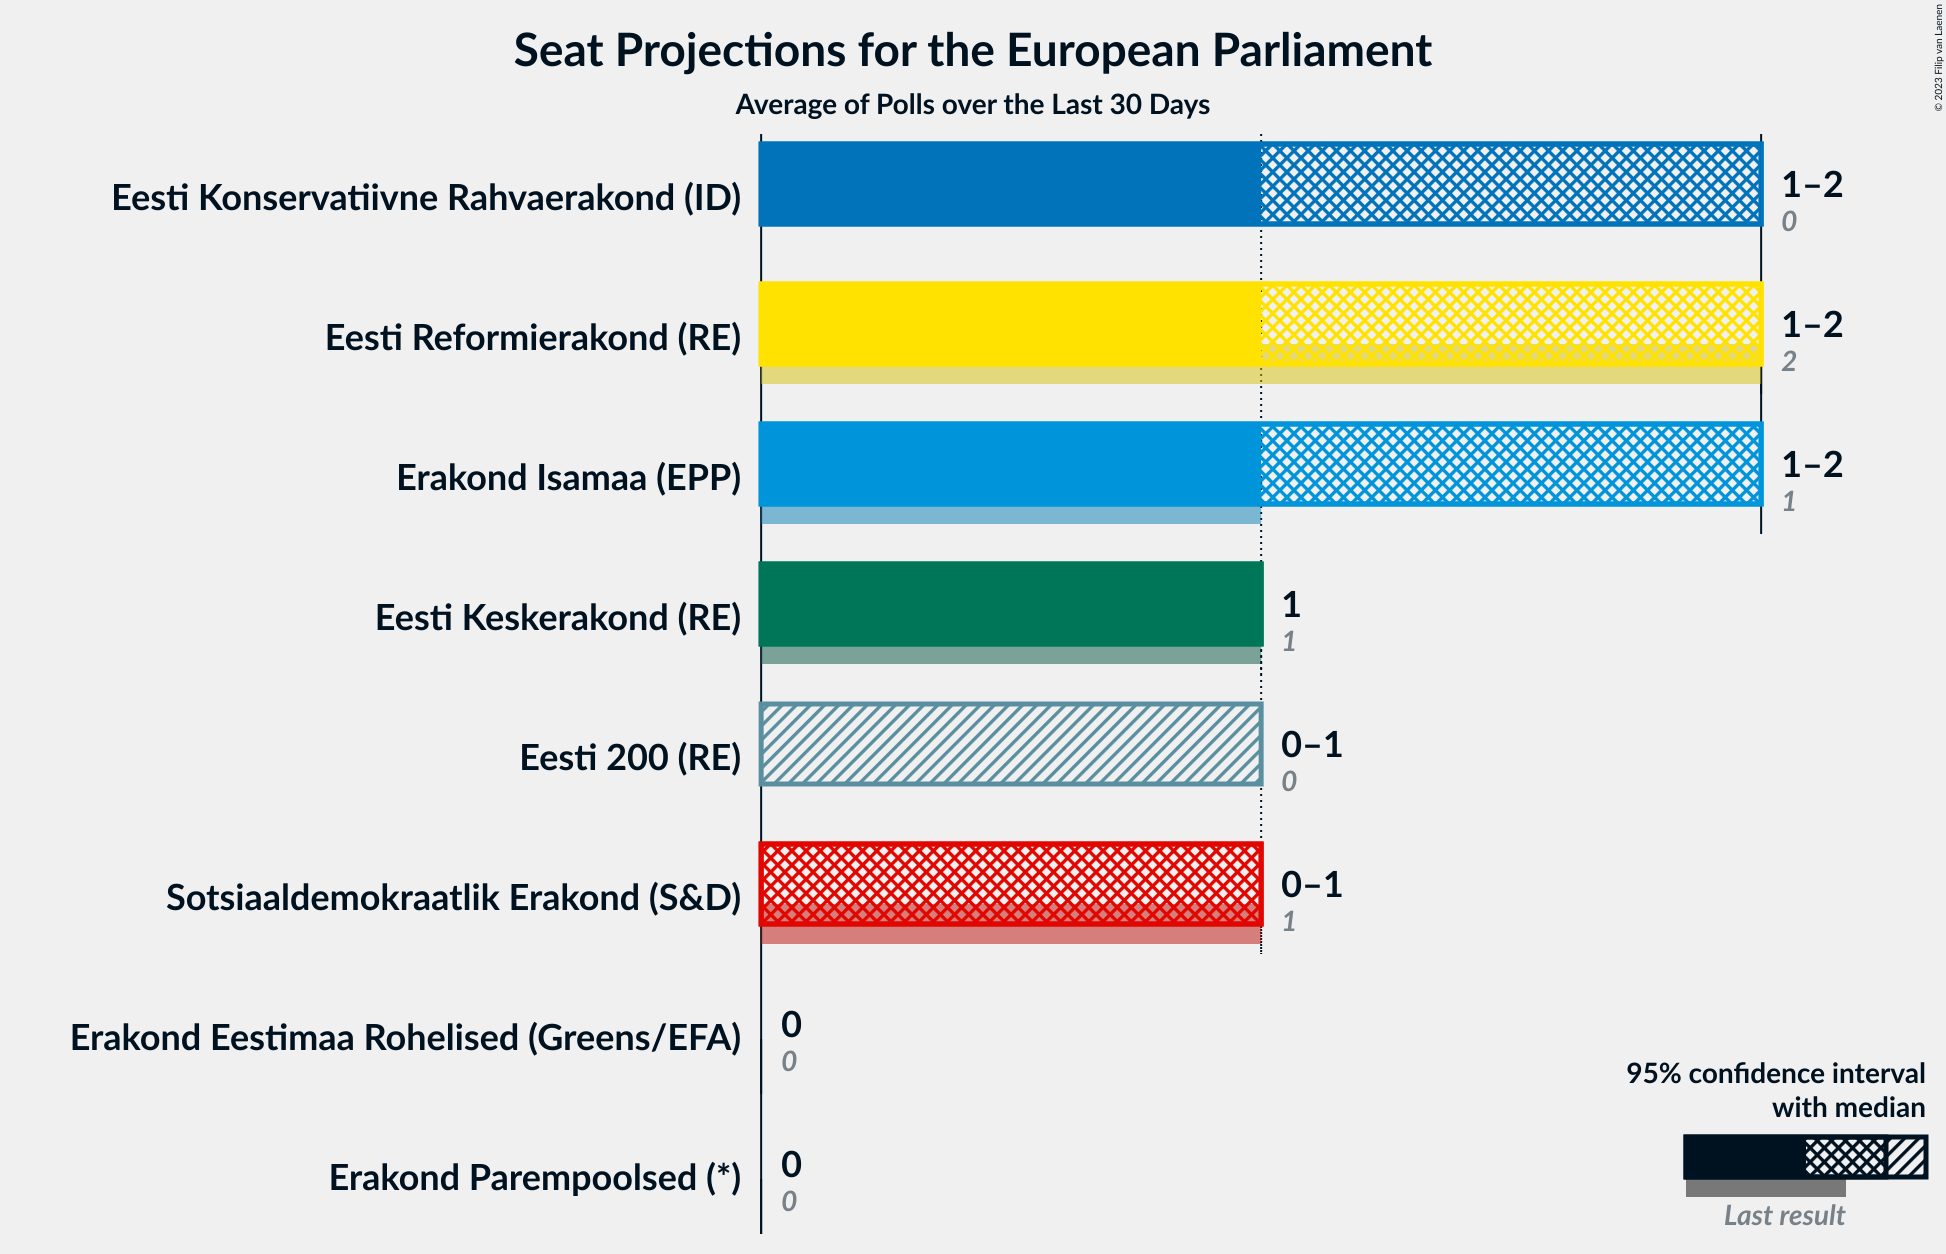 Seat Projections for the European Parliament
Average of Polls over the Last 30 Days
© 2023 Filip van Laenen
Eesti Konservatiivne Rahvaerakond (ID)
1–2
0
Eesti Reformierakond (RE)
1–2
2
Erakond Isamaa (EPP)
1–2
1
Eesti Keskerakond (RE)
1
1
Eesti 200 (RE)
0–1
0
Sotsiaaldemokraatlik Erakond (S&D)
0–1
1
Erakond Eestimaa Rohelised (Greens/EFA)
0
0
Erakond Parempoolsed (*)
0
0
95% confidence interval
with median
Last result